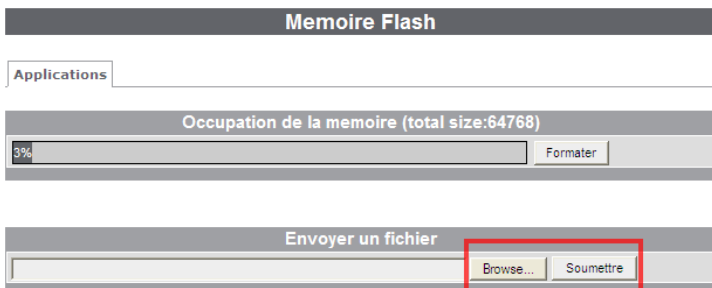 Memoire Flash
Applications
Occupation de la memoire (total size:64768)
3% Formater
Envoyer un fichier
Browse... Soumettre